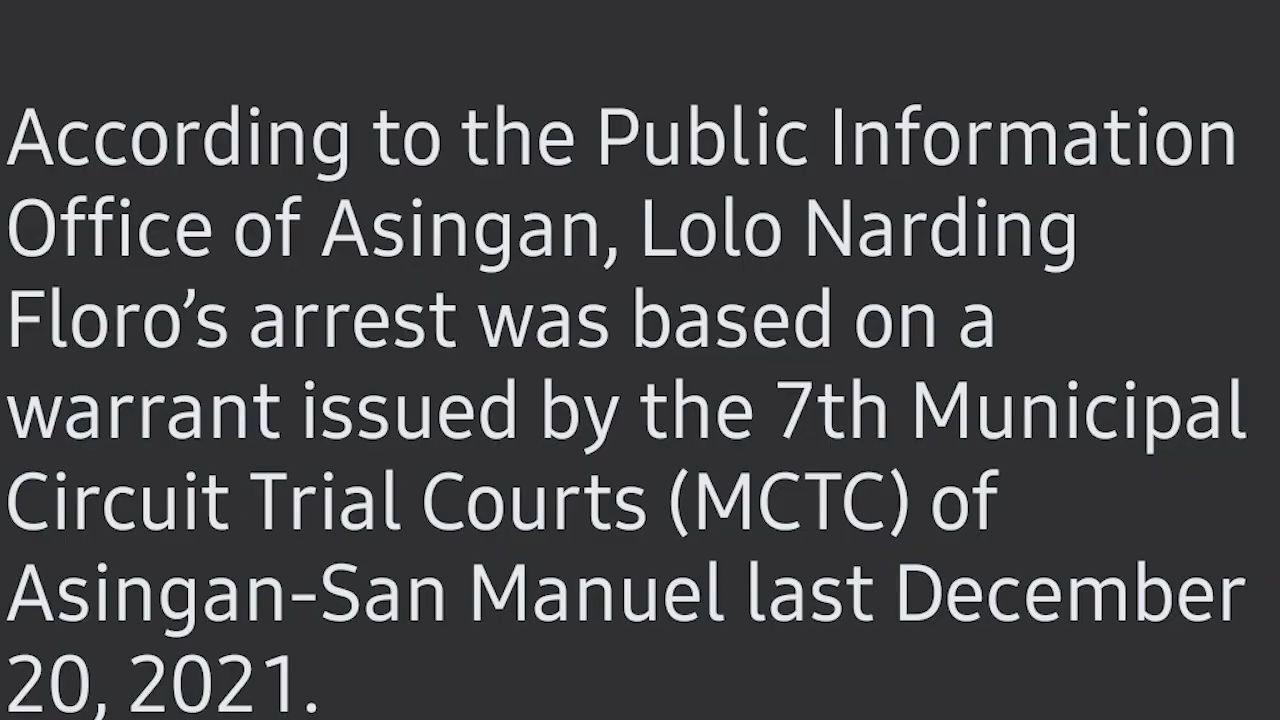 According to the Public Information
Office of Asingan, Lolo Narding
Floro’s arrest was based on a
warrant issued by the 7th Municipal
Circuit Trial Courts (MCTC) of
Asingan-San Manuel last December
20, 2021.